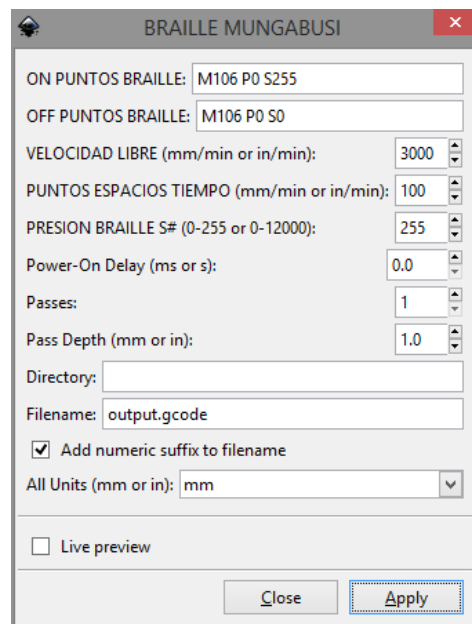 BRAILLE MUNGABUSI
ON PUNTOS BRAILLE: M106 P0 S255
OFF PUNTOS BRAILLE: M106 P0 S0
VELOCIDAD LIBRE (mm/min or in/min): 3000
PUNTOS ESPACIOS TIEMPO (mm/min or in/min): 100
PRESION BRAILLE S# (0-255 or 0-12000): 255
Power-On Delay (ms or s): 0.0
Passes: 1
Pass Depth (mm or in): 1.0
Directory:
Filename: output.gcode
Add numeric suffix to filename
All Units (mm or in): mm
Live preview
Close Apply